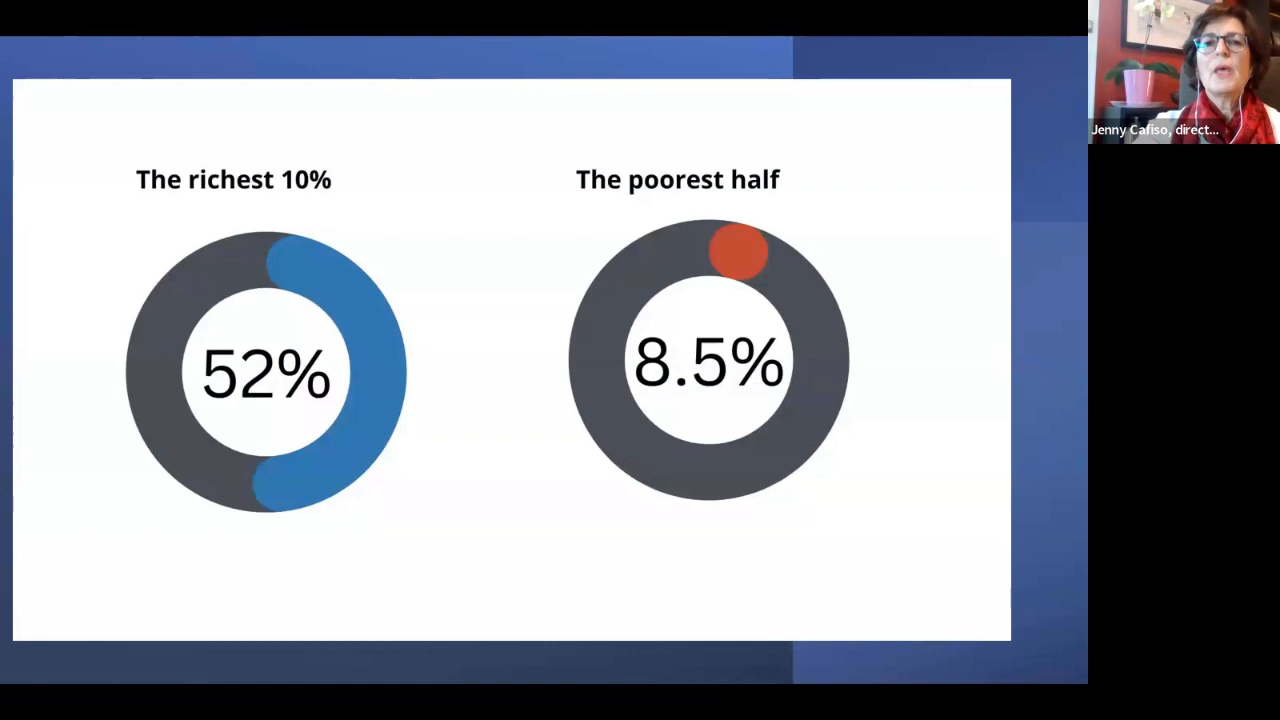 The richest 10%
The poorest half
52%
8.5%
Jenny Cafiso, direct...